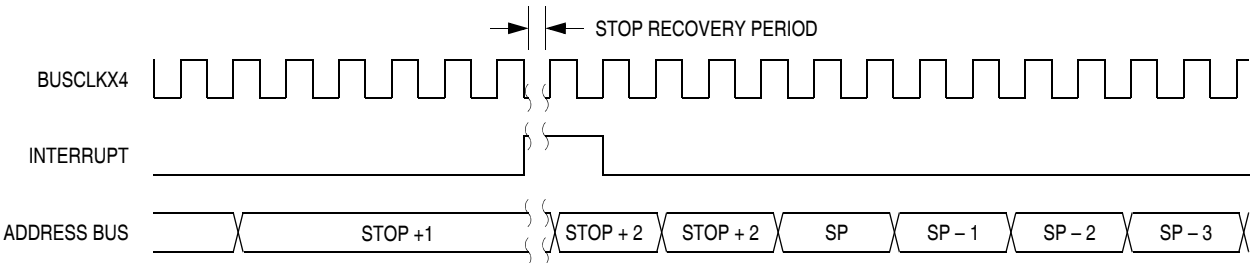 STOP RECOVERY PERIOD
BUSCLKX4
INTERRUPT
ADDRESS BUS STOP +1 STOP + 2 STOP + 2 SP SP – 1 SP – 2 SP – 3